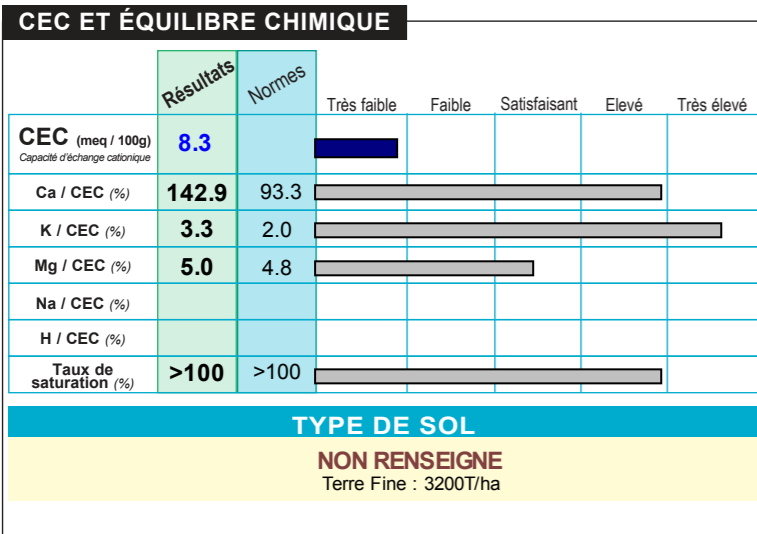 CEC ET ÉQUILIBRE CHIMIQUE
Résultats Normes Très faible Faible Satisfaisant Elevé Très élevé
CEC (meq / 100g) 8.3
Capacité d'échange cationique
Ca / CEC (%) 142.9 93.3
K / CEC (%) 3.3 2.0
Mg / CEC (%) 5.0 4.8
Na / CEC (%)
H / CEC (%)
Taux de
saturation (%) >100 >100
TYPE DE SOL
NON RENSEIGNE
Terre Fine : 3200T/ha